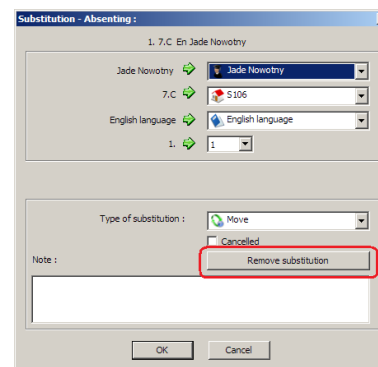 Substitution - Absenting :
1. 7.C En Jade Nowotny
Jade Nowotny Jade Nowotny
7.C S106
English language English language
1. 1
Type of substitution : Move
Cancelled
Note : Remove substitution
OK Cancel